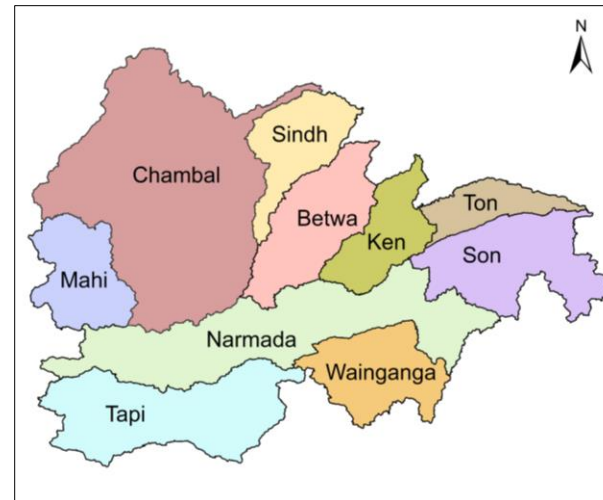 N
Sindh
Chambal
Betwa
Ton
Ken
Son
Mahi
Narmada
Wainganga
Tapi